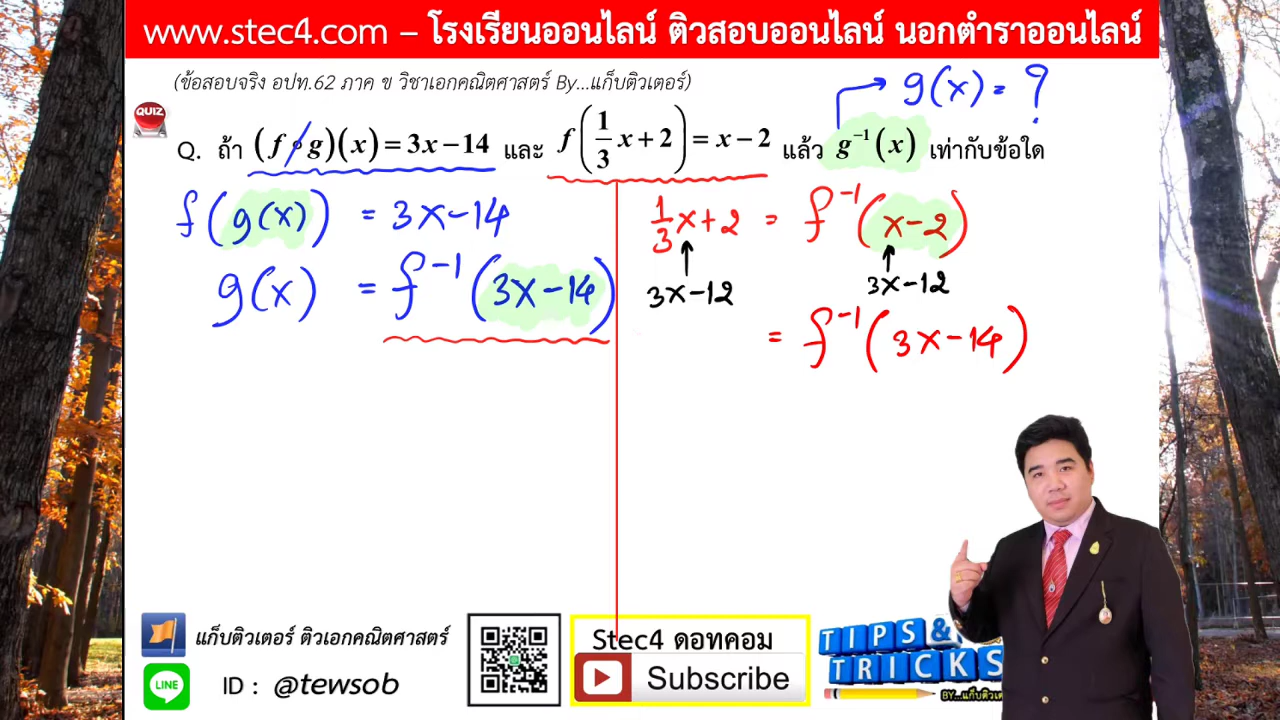 www.stec4.com – โรงเรียนออนไลน์ ติวสอบออนไลน์ นอกตำราออนไลน์
(ข้อสอบจริง อปท.62 ภาค ข วิชาเอกคณิตศาสตร์ By...แก็บติวเตอร์)
g(x) = ?
QUIZ
Q. ถ้า (f ∘ g)(x) = 3x − 14 และ f(1/3 x + 2) = x − 2 แล้ว g⁻¹(x) เท่ากับข้อใด
f(g(x)) = 3x − 14
g(x) = f⁻¹(3x − 14)
1/3 x + 2 = f⁻¹(x − 2)
3x − 12 3x − 12
= f⁻¹(3x − 14)
แก็บติวเตอร์ ติวเอกคณิตศาสตร์
LINE
ID : @tewsob
Stec4 ดอทคอม
Subscribe
TIPS &
TRICKS
BY...แก็บติวเ